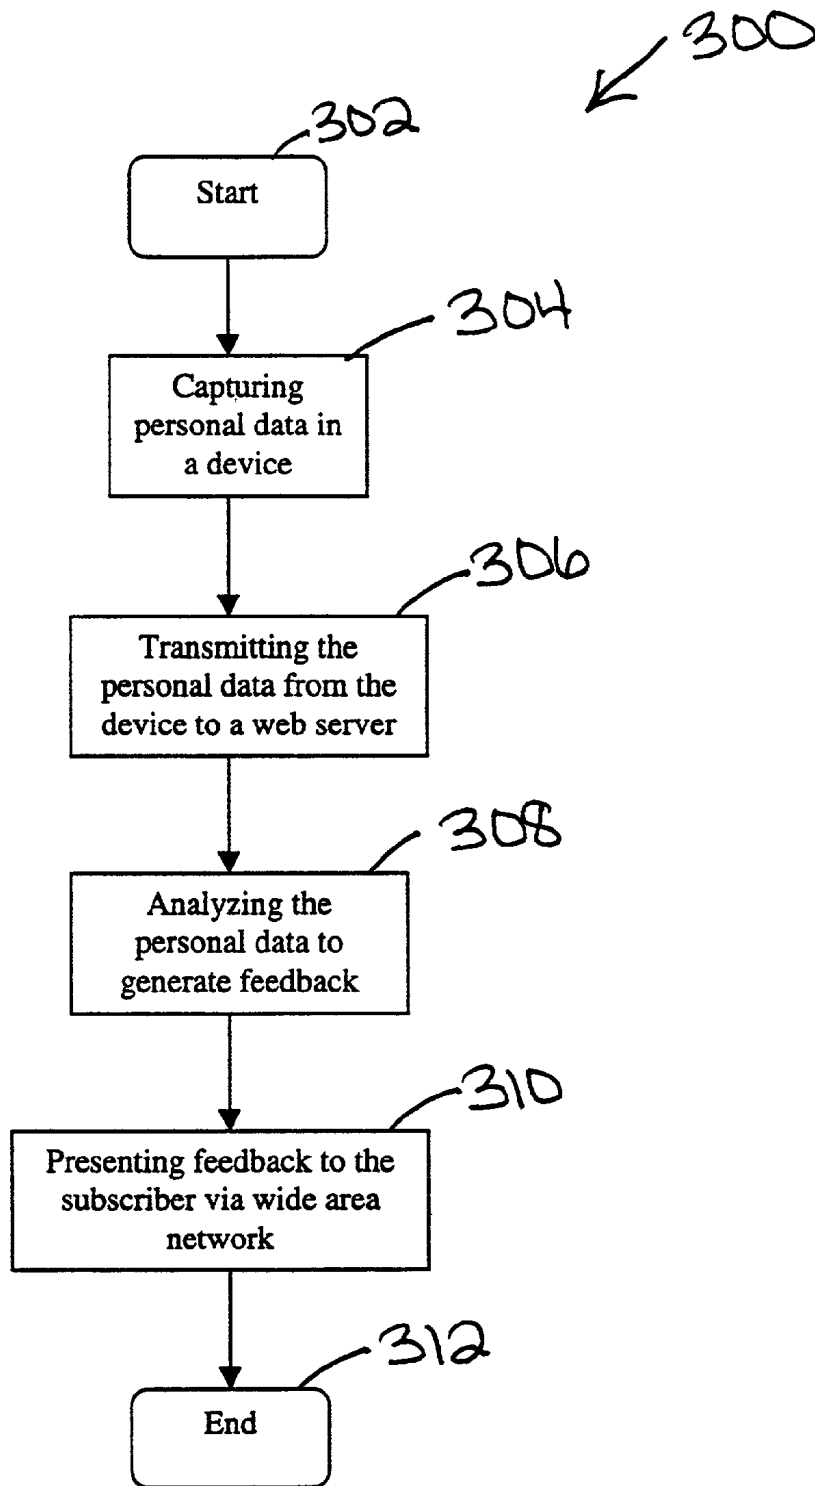 300
302
Start
304
Capturing
personal data in
a device
306
Transmitting the
personal data from the
device to a web server
308
Analyzing the
personal data to
generate feedback
310
Presenting feedback to the
subscriber via wide area
network
312
End